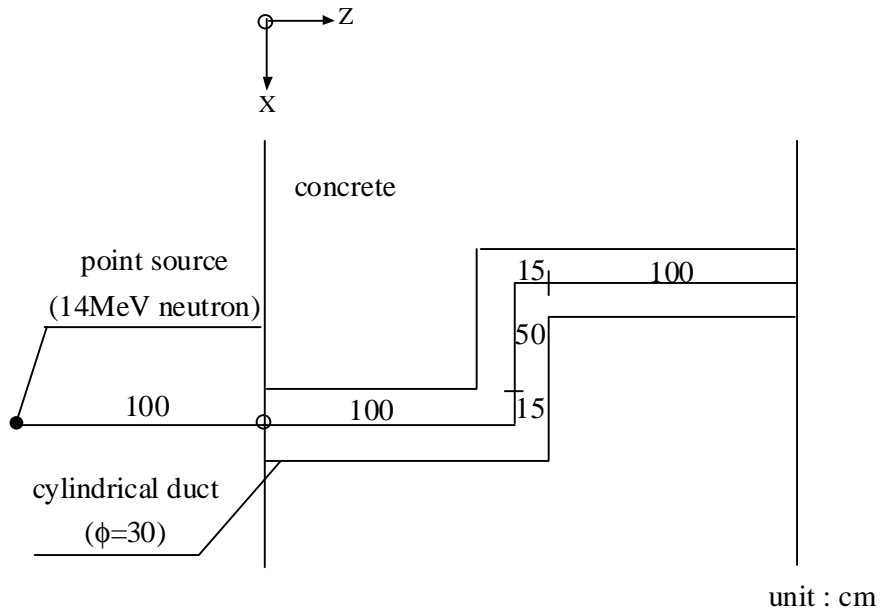 Z
X
concrete
point source
(14MeV neutron)
15
100
50
100
100
15
cylindrical duct
(ϕ=30)
unit : cm